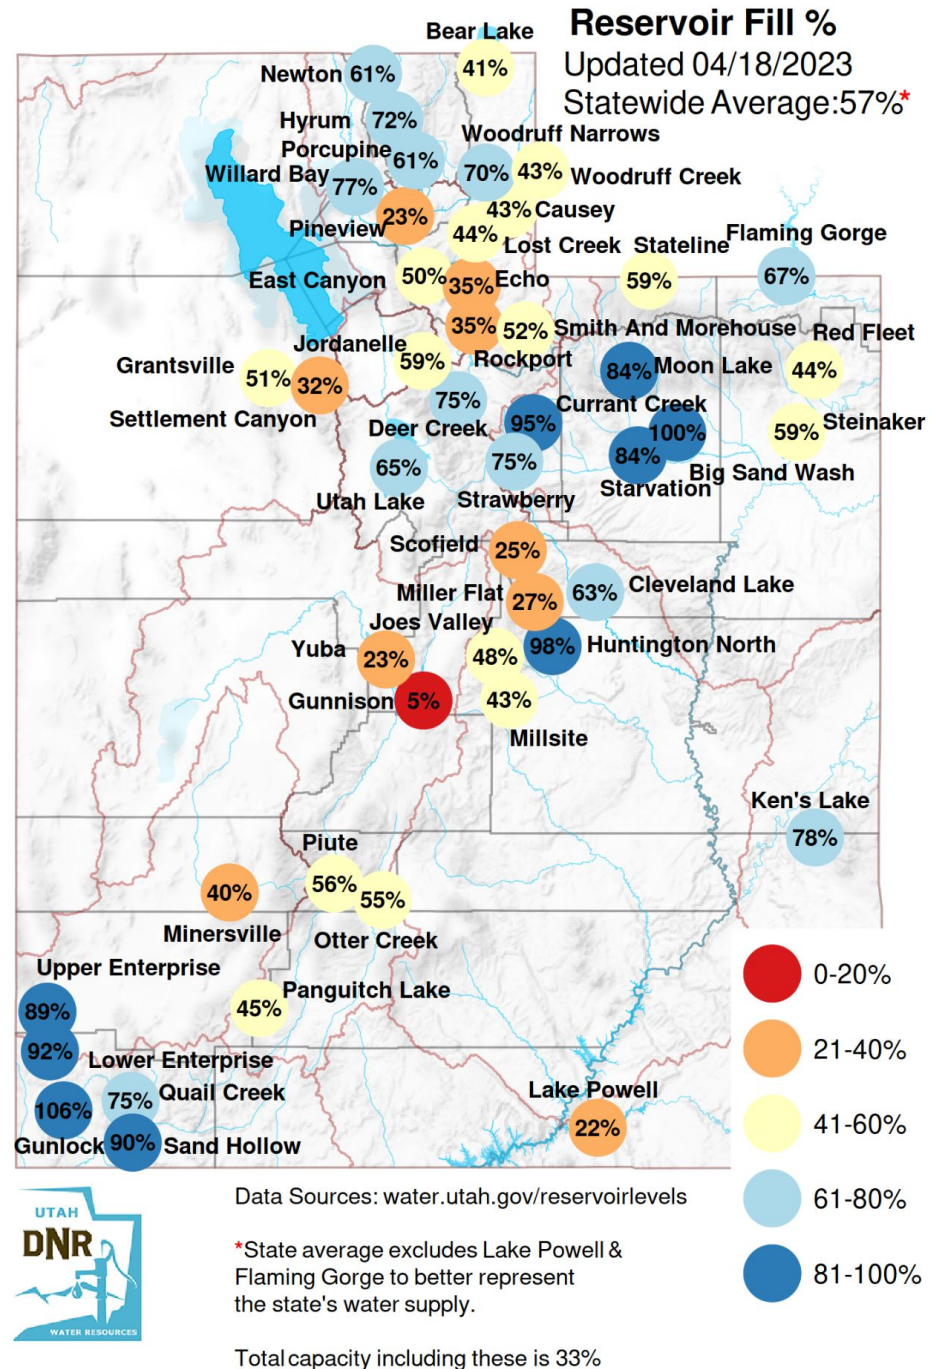 Reservoir Fill %
Updated 04/18/2023
Statewide Average:57%*
Bear Lake
41%
Newton 61%
Hyrum 72%
Porcupine 61%
Willard Bay 77%
Woodruff Narrows
70%
43% Woodruff Creek
Pineview 23%
43% Causey
44% Lost Creek
Stateline
59%
Flaming Gorge
67%
East Canyon 50%
35% Echo
35%
Rockport
52% Smith And Morehouse
Jordanelle
59%
Red Fleet
44%
Grantsville
51%
32%
Settlement Canyon
84% Moon Lake
75%
Deer Creek
Currant Creek
95%
100%
Big Sand Wash
84%
Starvation
59% Steinaker
65%
Utah Lake
75%
Strawberry
Scofield 25%
Miller Flat 27%
63% Cleveland Lake
Joes Valley
48%
98% Huntington North
Yuba
23%
Gunnison 5%
43%
Millsite
Ken's Lake
78%
Piute
56%
55%
Otter Creek
40%
Minersville
Upper Enterprise
89%
45% Panguitch Lake
92%
Lower Enterprise
75% Quail Creek
106%
Gunlock
90% Sand Hollow
Lake Powell
22%
0-20%
21-40%
41-60%
61-80%
81-100%
UTAH
DNR
WATER RESOURCES
Data Sources: water.utah.gov/reservoirlevels
*State average excludes Lake Powell &
Flaming Gorge to better represent
the state's water supply.
Total capacity including these is 33%